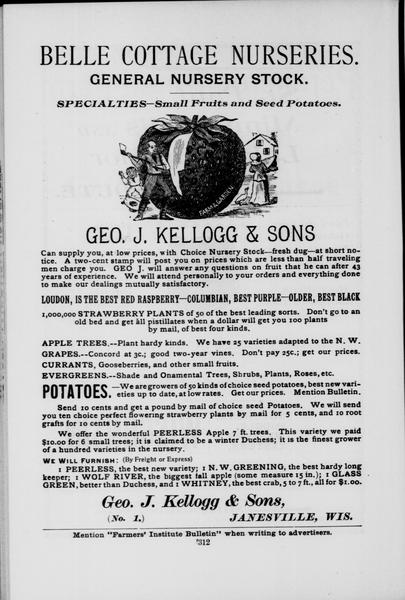 BELLE COTTAGE NURSERIES.
GENERAL NURSERY STOCK.
SPECIALTIES—Small Fruits and Seed Potatoes.
FARM & GARDEN
GEO. J. KELLOGG & SONS
Can supply you, at low prices, with Choice Nursery Stock—fresh dug—at short no-
tice. A two-cent stamp will post you on prices which are less than half traveling
men charge you. GEO J. will answer any questions on fruit that he can after 43
years of experience. We will attend personally to your orders and everything done
to make our dealings mutually satisfactory.
LOUDON, IS THE BEST RED RASPBERRY—COLUMBIAN, BEST PURPLE—OLDER, BEST BLACK
1,000,000 STRAWBERRY PLANTS of 50 of the best leading sorts. Don't go to an
old bed and get all pistillates when a dollar will get you 100 plants
by mail, of best four kinds.
APPLE TREES.--Plant hardy kinds. We have 25 varieties adapted to the N. W.
GRAPES.--Concord at 3c.; good two-year vines. Don't pay 25c.; get our prices.
CURRANTS, Gooseberries, and other small fruits.
EVERGREENS.--Shade and Onamental Trees, Shrubs, Plants, Roses, etc.
POTATOES.—We are growers of 50 kinds of choice seed potatoes, best new vari-
eties up to date, at low rates. Get our prices. Mention Bulletin.
Send 10 cents and get a pound by mail of choice seed Potatoes. We will send
you ten choice perfect flowering strawberry plants by mail for 5 cents, and 10 root
grafts for 10 cents by mail.
We offer the wonderful PEERLESS Apple 7 ft. trees. This variety we paid
$10.00 for 6 small trees; it is claimed to be a winter Duchess; it is the finest grower
of a hundred varieties in the nursery.
WE WILL FURNISH: (By Freight or Express)
1 PEERLESS, the best new variety; 1 N. W. GREENING, the best hardy long
keeper; 1 WOLF RIVER, the biggest fall apple (some measure 15 in.); 1 GLASS
GREEN, better than Duchess, and 1 WHITNEY, the best crab, 5 to 7 ft., all for $1.00.
Geo. J. Kellogg & Sons,
(No. 1.) JANESVILLE, WIS.
Mention "Farmers' Institute Bulletin" when writing to advertisers.
312